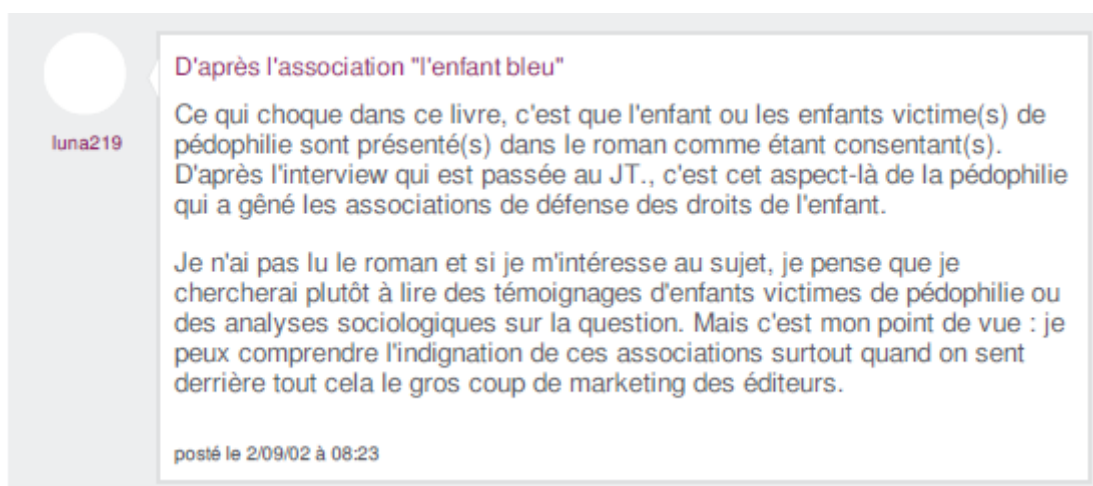 D'après l'association "l'enfant bleu"
Ce qui choque dans ce livre, c'est que l'enfant ou les enfants victime(s) de
luna219
pédophilie sont présenté(s) dans le roman comme étant consentant(s).
D'après l'interview qui est passée au JT., c'est cet aspect-là de la pédophilie
qui a gêné les associations de défense des droits de l'enfant.
Je n'ai pas lu le roman et si je m'intéresse au sujet, je pense que je
chercherai plutôt à lire des témoignages d'enfants victimes de pédophilie ou
des analyses sociologiques sur la question. Mais c'est mon point de vue : je
peux comprendre l'indignation de ces associations surtout quand on sent
derrière tout cela le gros coup de marketing des éditeurs.
posté le 2/09/02 à 08:23